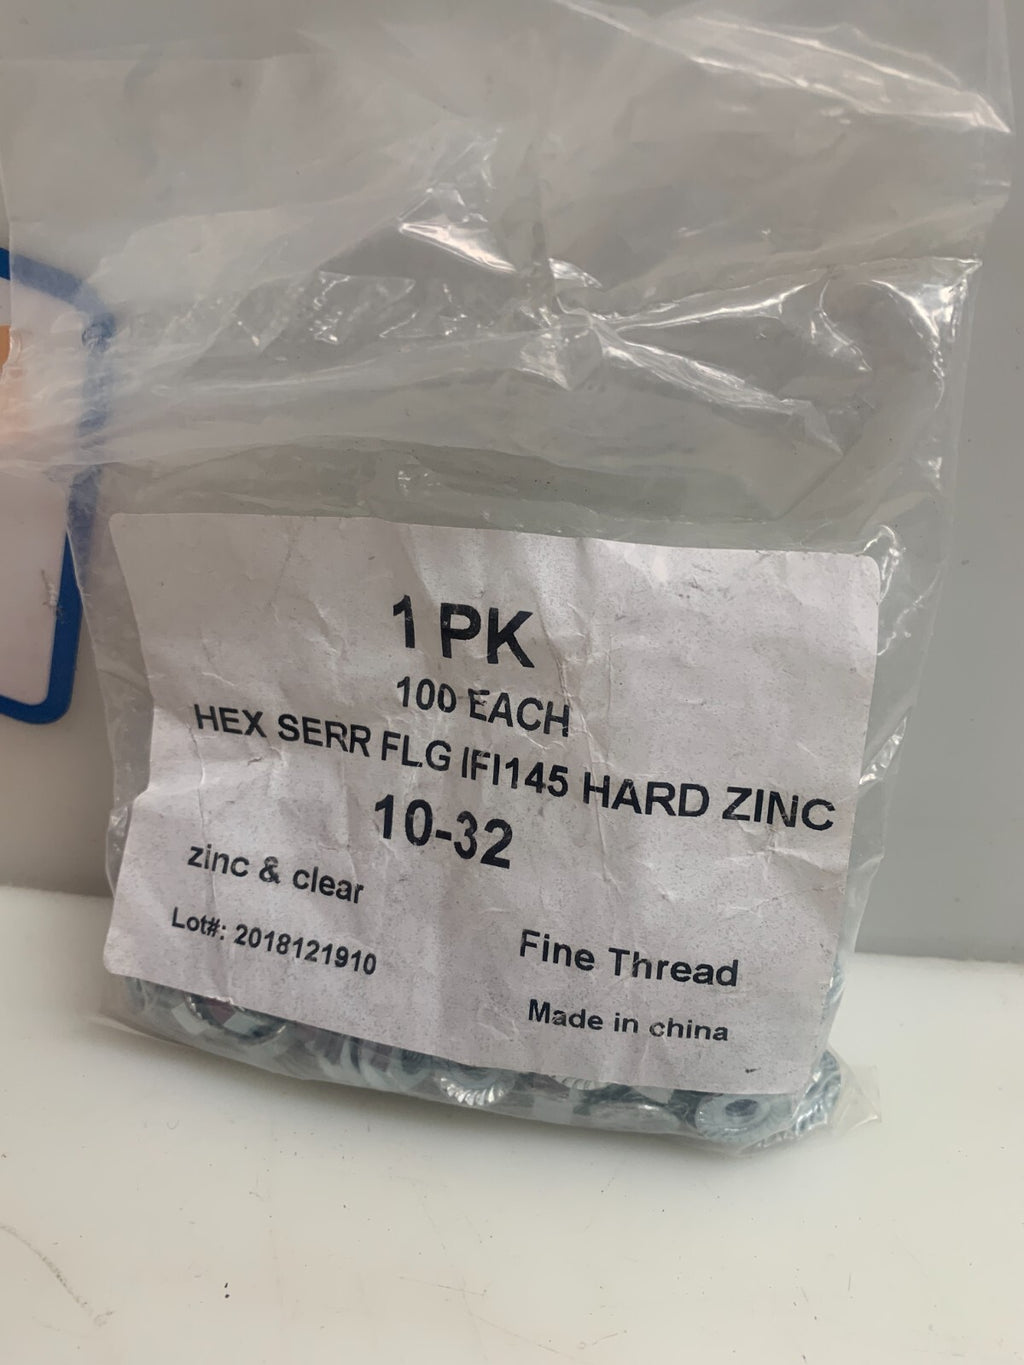 1 PK
100 EACH
HEX SERR FLG IFI145 HARD ZINC
10-32
zinc & clear
Lot#: 2018121910
Fine Thread
Made in china